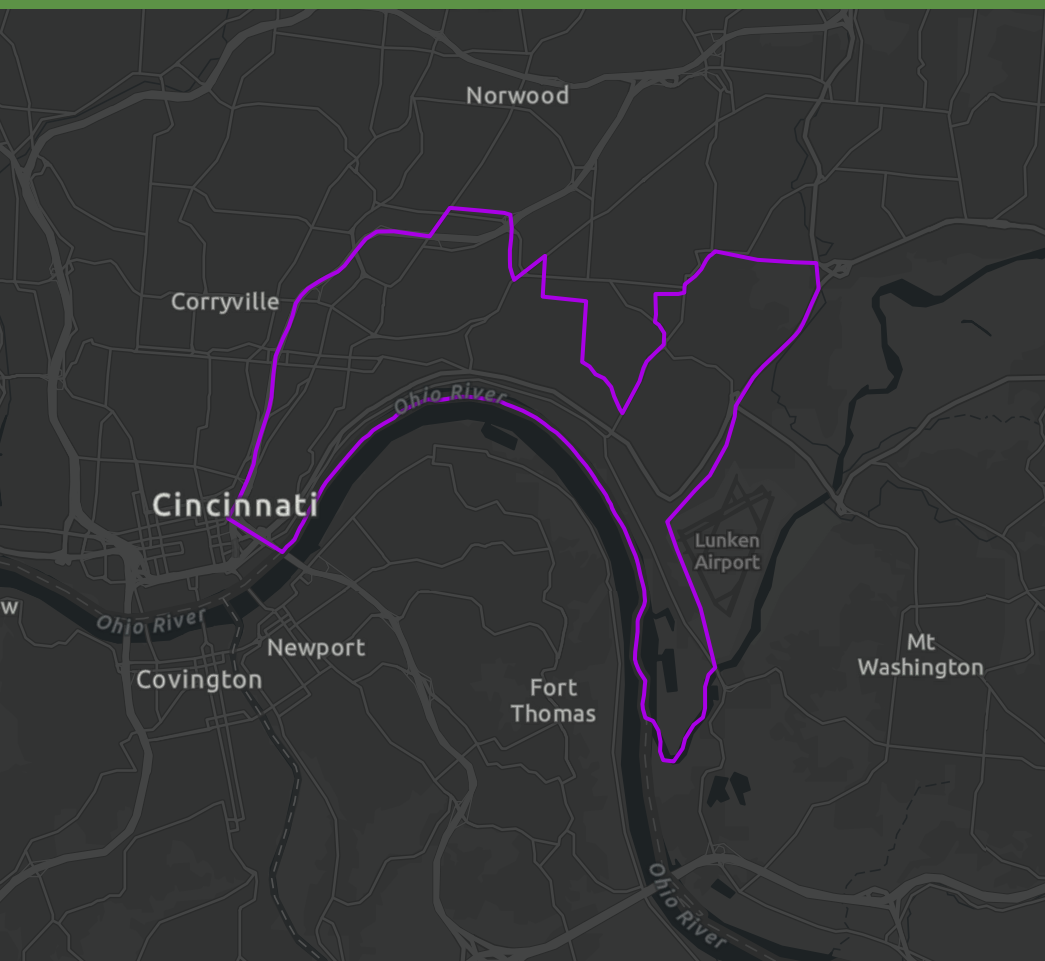 Norwood
Corryville
Ohio River
Cincinnati
Lunken
Airport
w
Ohio River
Newport
Mt
Washington
Covington
Fort
Thomas
Ohio River